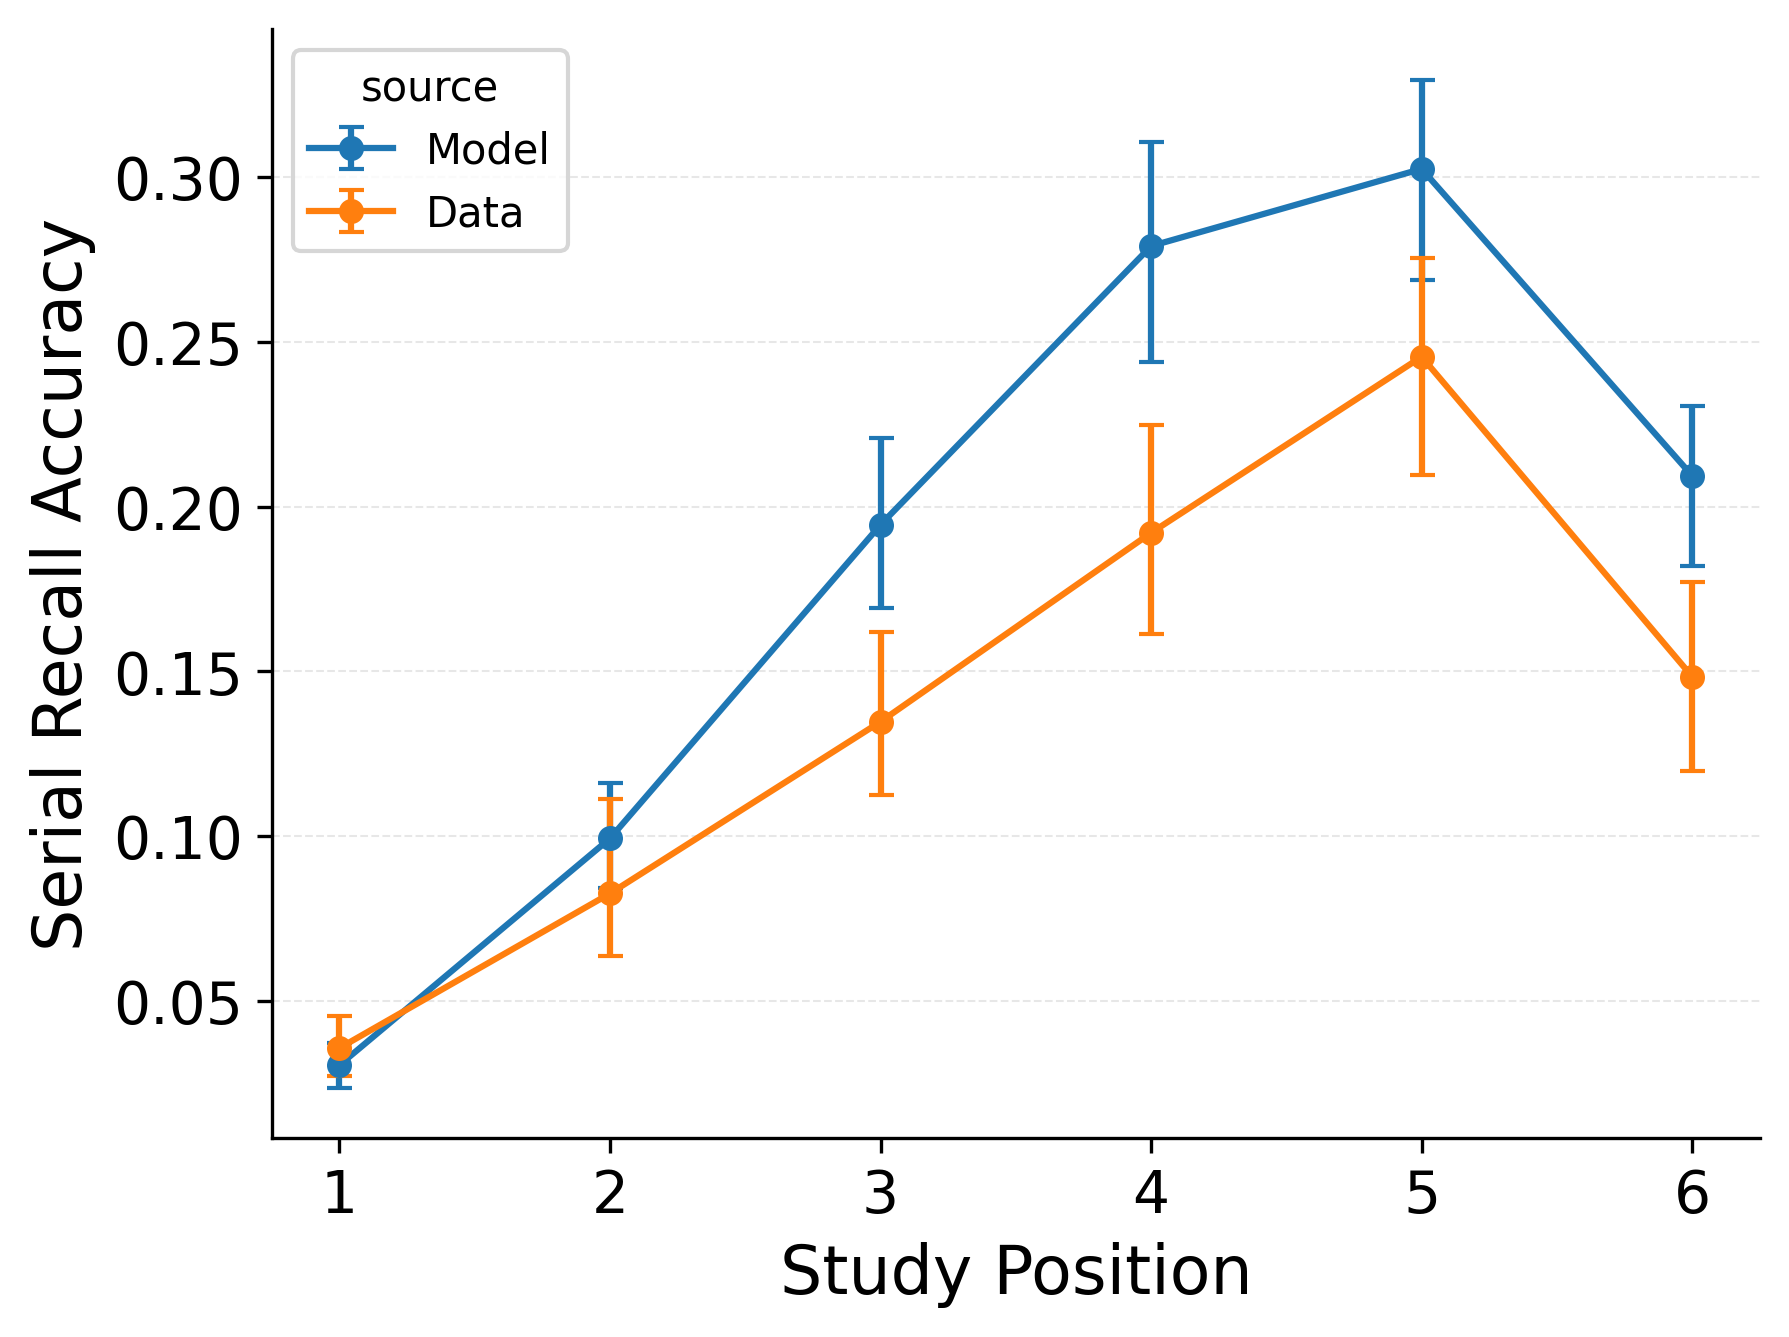 source
Model
Data
0.30
0.25
0.20
0.15
0.10
0.05
Serial Recall Accuracy
1 2 3 4 5 6
Study Position